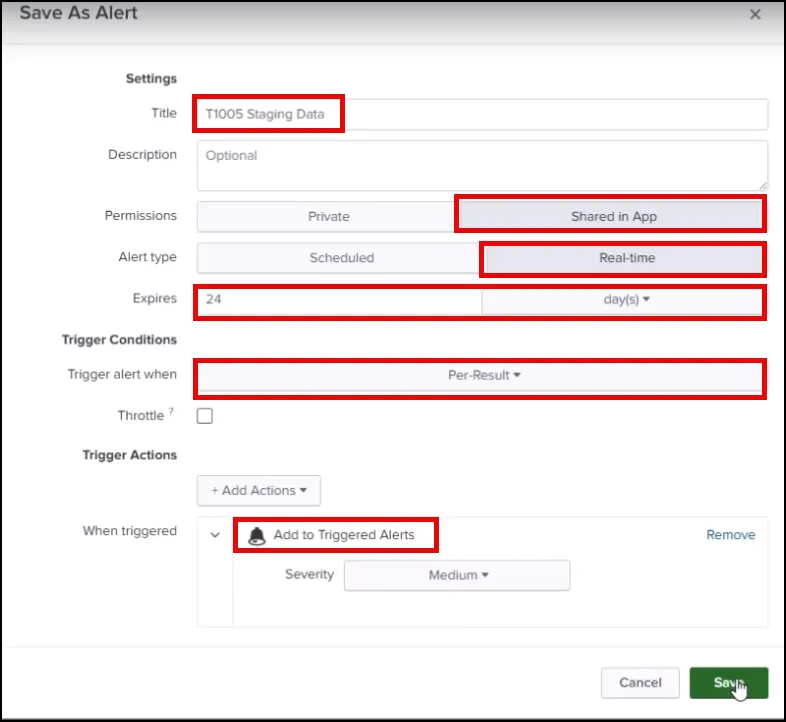 Save As Alert ×
Settings
Title T1005 Staging Data
Description Optional
Permissions Private Shared in App
Alert type Scheduled Real-time
Expires 24 day(s)
Trigger Conditions
Trigger alert when Per-Result
Throttle ?
Trigger Actions
+ Add Actions
When triggered Add to Triggered Alerts Remove
Severity Medium
Cancel Save